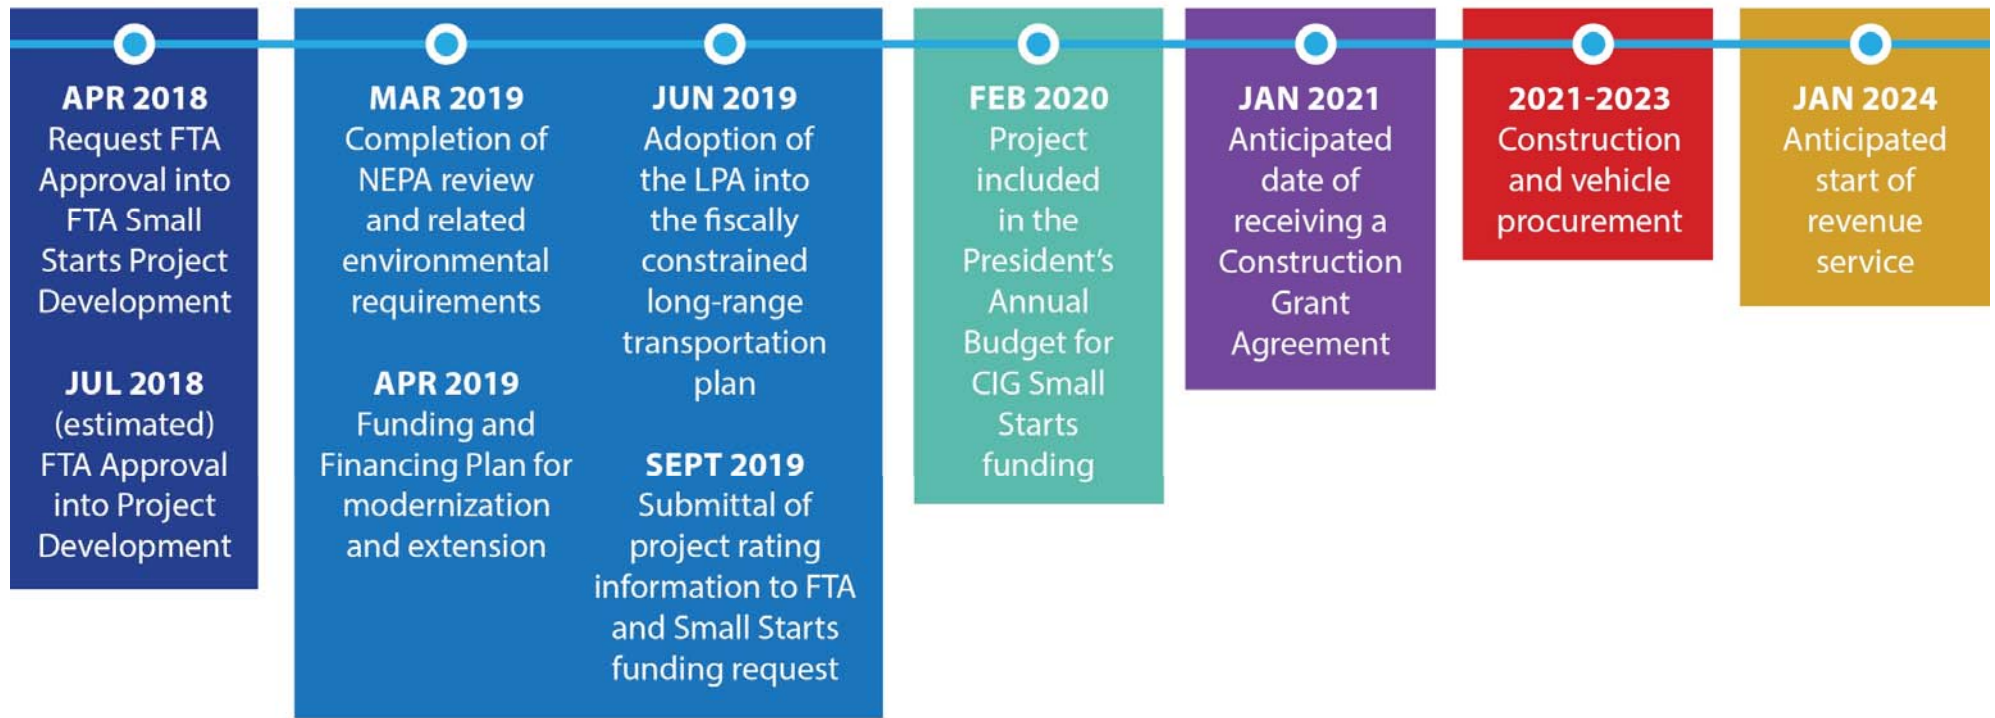 APR 2018
Request FTA
Approval into
FTA Small
Starts Project
Development
JUL 2018
(estimated)
FTA Approval
into Project
Development
MAR 2019
Completion of
NEPA review
and related
environmental
requirements
APR 2019
Funding and
Financing Plan for
modernization
and extension
JUN 2019
Adoption of
the LPA into
the fiscally
constrained
long-range
transportation
plan
SEPT 2019
Submittal of
project rating
information to FTA
and Small Starts
funding request
FEB 2020
Project
included
in the
President’s
Annual
Budget for
CIG Small
Starts
funding
JAN 2021
Anticipated
date of
receiving a
Construction
Grant
Agreement
2021-2023
Construction
and vehicle
procurement
JAN 2024
Anticipated
start of
revenue
service